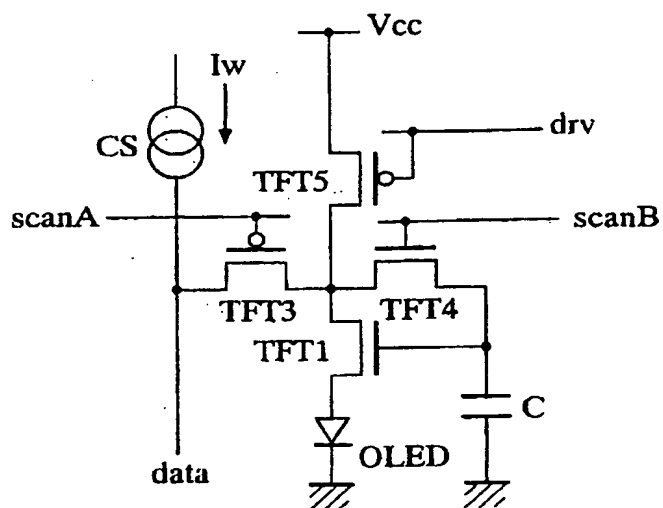 Vcc
Iw
CS
drv
TFT5
scanA
scanB
TFT3
TFT4
TFT1
C
OLED
data